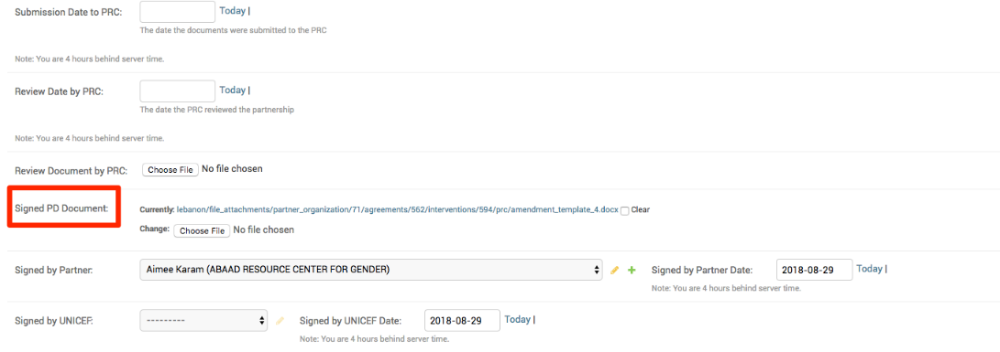 Submission Date to PRC: Today |
The date the documents were submitted to the PRC
Note: You are 4 hours behind server time.
Review Date by PRC: Today |
The date the PRC reviewed the partnership
Note: You are 4 hours behind server time.
Review Document by PRC: Choose File No file chosen
Signed PD Document: Currently: lebanon/file_attachments/partner_organization/71/agreements/562/interventions/594/prc/amendment_template_4.docx Clear
Change: Choose File No file chosen
Signed by Partner: Aimee Karam (ABAAD RESOURCE CENTER FOR GENDER) Signed by Partner Date: 2018-08-29 Today |
Note: You are 4 hours behind server time.
Signed by UNICEF: --------- Signed by UNICEF Date: 2018-08-29 Today |
Note: You are 4 hours behind server time.